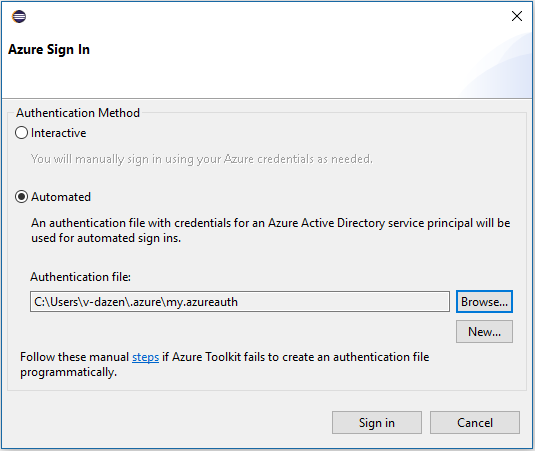 Azure Sign In
Authentication Method
Interactive
You will manually sign in using your Azure credentials as needed.
Automated
An authentication file with credentials for an Azure Active Directory service principal will be
used for automated sign ins.
Authentication file:
C:\Users\v-dazen\.azure\my.azureauth
Browse...
New...
Follow these manual steps if Azure Toolkit fails to create an authentication file
programmatically.
Sign in
Cancel